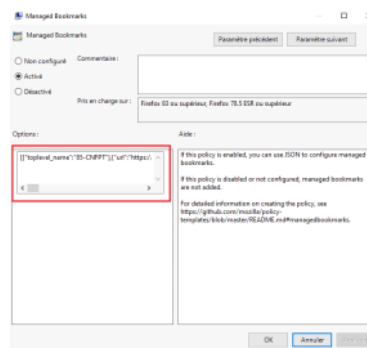 Managed Bookmarks
Managed Bookmarks
Paramètre précédent
Paramètre suivant
Non configuré
Commentaire :
Activé
Désactivé
Pris en charge sur :
Firefox 83 ou supérieur, Firefox 78.5 ESR ou supérieur
Options :
Aide :
[{"toplevel_name":"85-CNFPT"},{"url":"https:/
If this policy is enabled, you can use JSON to configure managed
bookmarks.
If this policy is disabled or not configured, managed bookmarks
are not added.
For detailed information on creating the policy, see
https://github.com/mozilla/policy-
templates/blob/master/README.md#managedbookmarks.
OK
Annuler